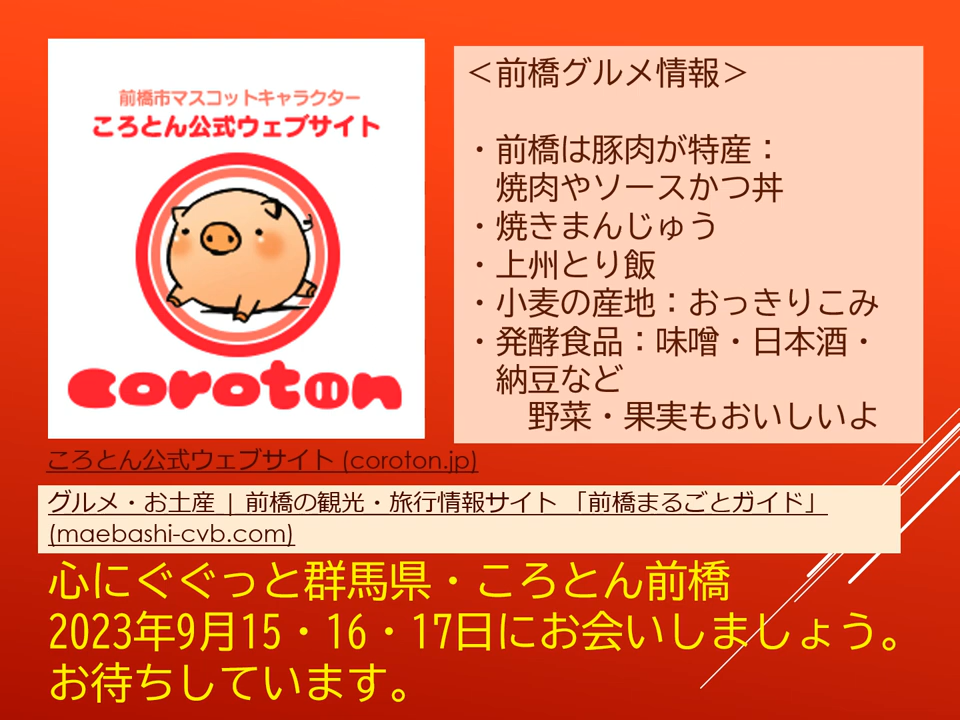 前橋市マスコットキャラクター
ころとん公式ウェブサイト
coroton
ころとん公式ウェブサイト (coroton.jp)
＜前橋グルメ情報＞
・前橋は豚肉が特産：
焼肉やソースかつ丼
・焼きまんじゅう
・上州とり飯
・小麦の産地：おっきりこみ
・発酵食品：味噌・日本酒・
納豆など
野菜・果実もおいしいよ
グルメ・お土産 | 前橋の観光・旅行情報サイト 「前橋まるごとガイド」
(maebashi-cvb.com)
心にぐぐっと群馬県・ころとん前橋
2023年9月15・16・17日にお会いしましょう。
お待ちしています。